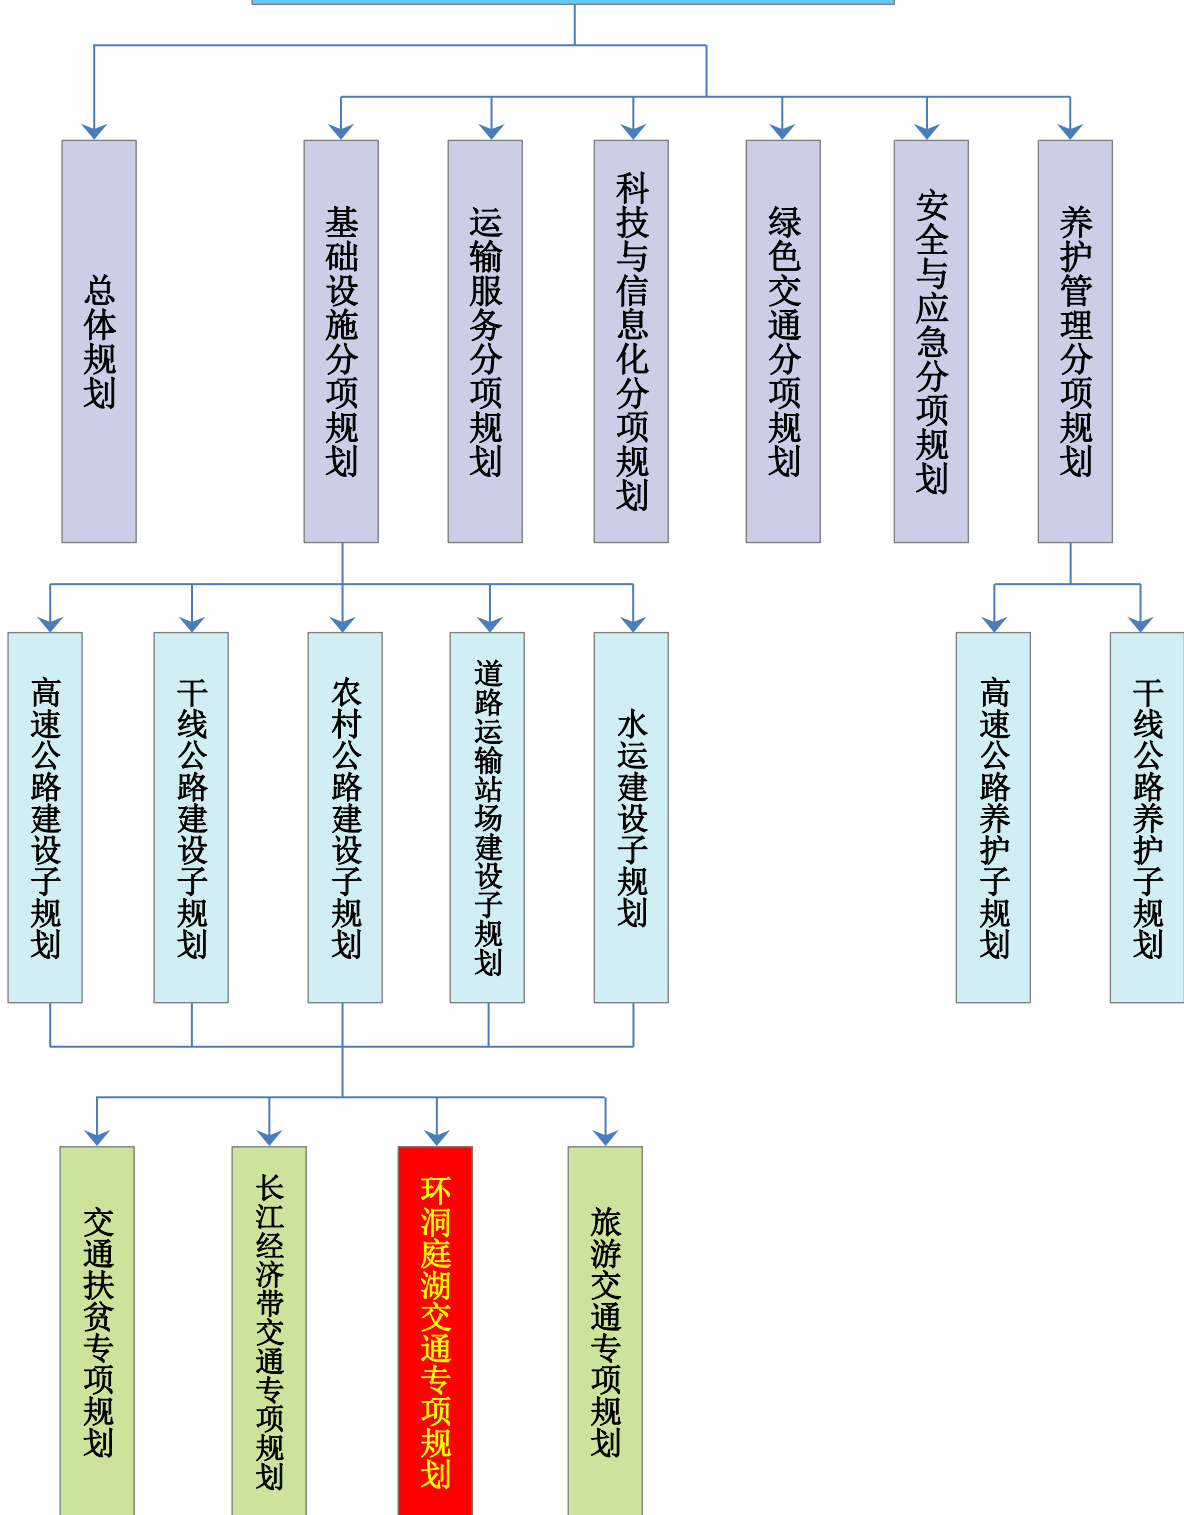 总体规划
基础设施分项规划
运输服务分项规划
科技与信息化分项规划
绿色交通分项规划
安全与应急分项规划
养护管理分项规划
高速公路建设子规划
干线公路建设子规划
农村公路建设子规划
道路运输站场建设子规划
水运建设子规划
高速公路养护子规划
干线公路养护子规划
交通扶贫专项规划
长江经济带交通专项规划
环洞庭湖交通专项规划
旅游交通专项规划